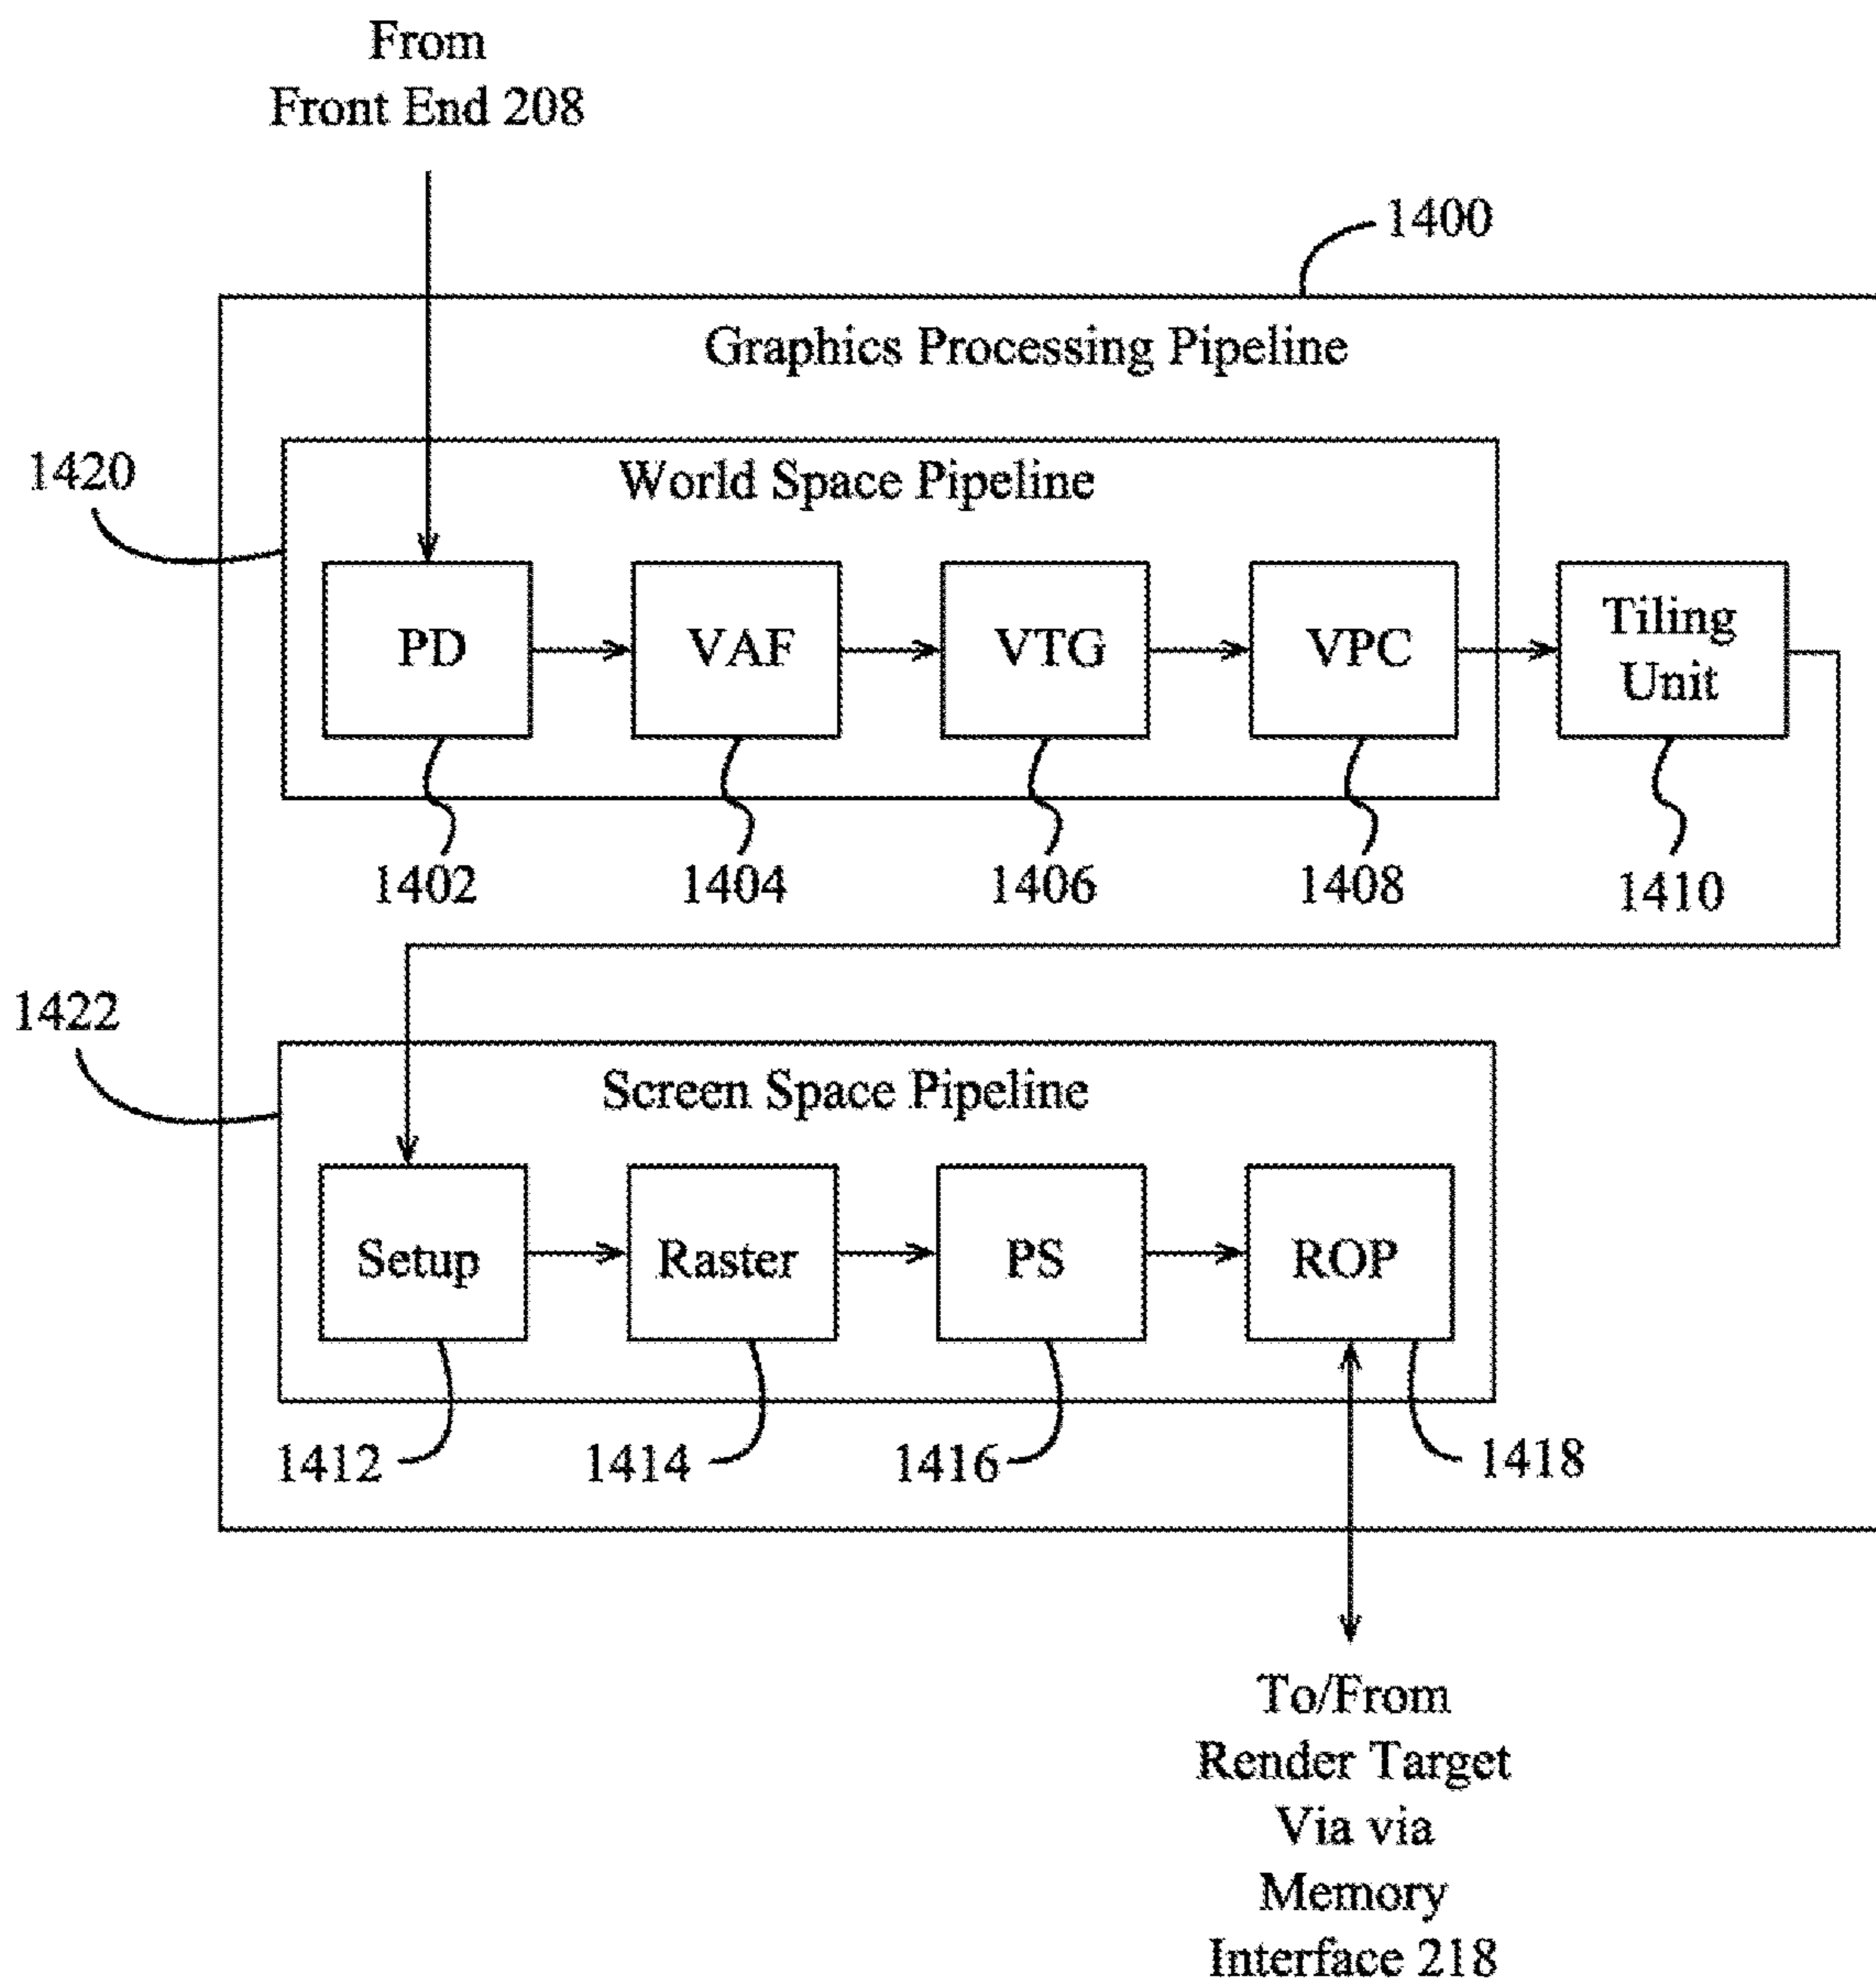 From
Front End 208
1400
Graphics Processing Pipeline
1420
World Space Pipeline
PD
VAF
VTG
VPC
Tiling
Unit
1402
1404
1406
1408
1410
1422
Screen Space Pipeline
Setup
Raster
PS
ROP
1412
1414
1416
1418
To/From
Render Target
Via via
Memory
Interface 218